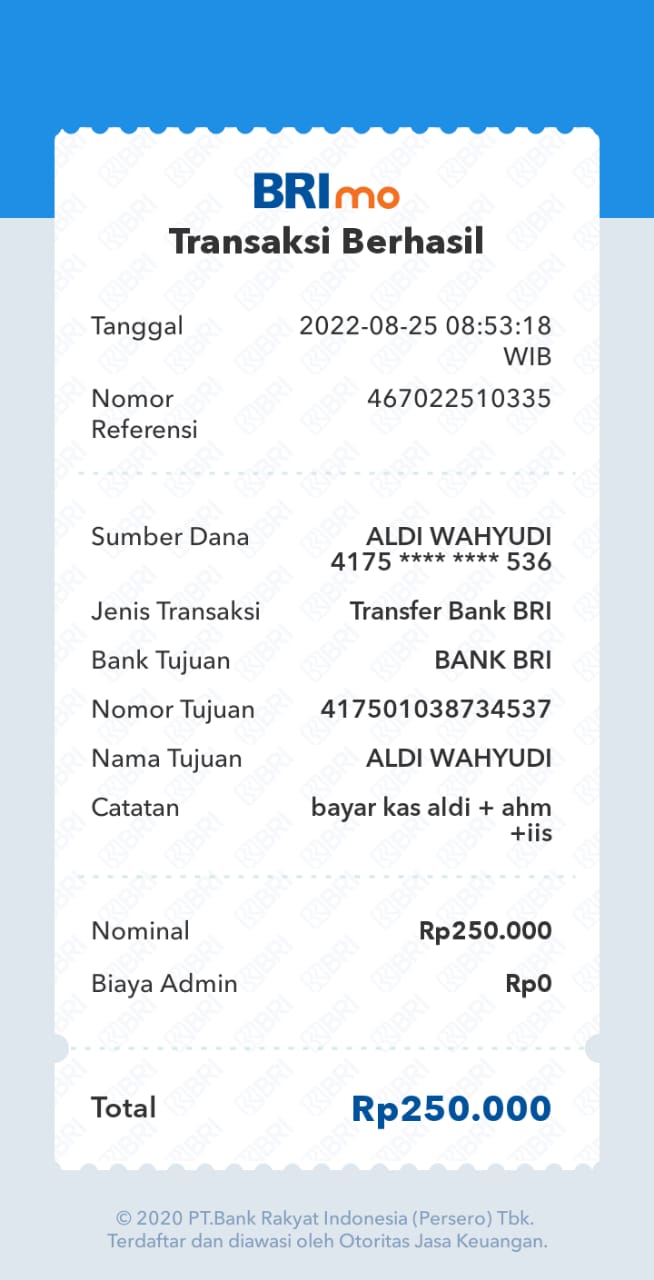 BRImo
Transaksi Berhasil
Tanggal 2022-08-25 08:53:18
WIB
Nomor Referensi 467022510335
Sumber Dana ALDI WAHYUDI
4175 **** **** 536
Jenis Transaksi Transfer Bank BRI
Bank Tujuan BANK BRI
Nomor Tujuan 417501038734537
Nama Tujuan ALDI WAHYUDI
Catatan bayar kas aldi + ahm
+iis
Nominal Rp250.000
Biaya Admin Rp0
Total Rp250.000
© 2020 PT.Bank Rakyat Indonesia (Persero) Tbk.
Terdaftar dan diawasi oleh Otoritas Jasa Keuangan.